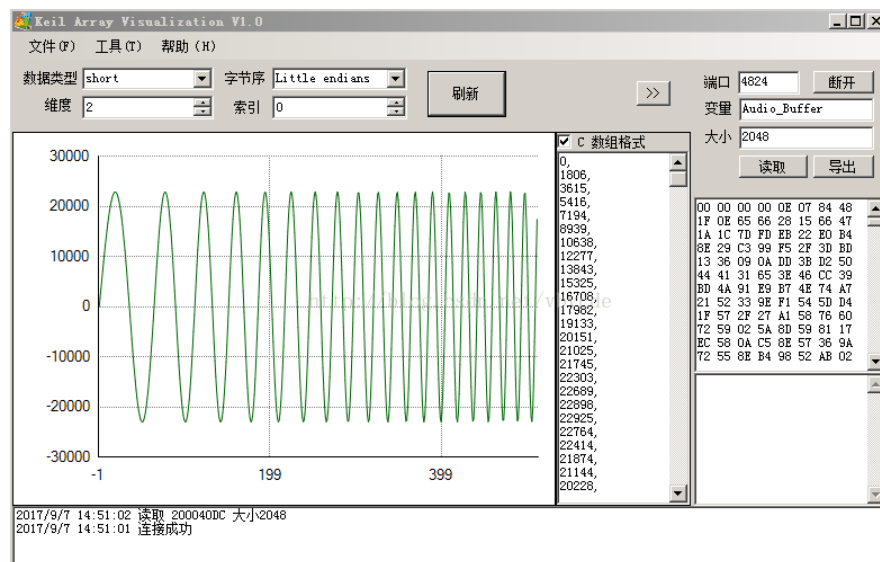 Keil Array Visualization V1.0
文件(F) 工具(T) 帮助(H)
数据类型 short 字节序 Little endians 刷新 >> 端口 4824 断开
维度 2 索引 0 变量 Audio_Buffer
大小 2048
读取 导出
C 数组格式
30000
20000
10000
0
-10000
-20000
-30000
-1 199 399
0,
1806,
3615,
5416,
7194,
8939,
10638,
12277,
13843,
15325,
16708,
17982,
19133,
20151,
21025,
21745,
22303,
22689,
22898,
22925,
22764,
22414,
21874,
21144,
20228,
00 00 00 00 0E 07 84 48
1F 0E 65 66 28 15 66 47
1A 1C 7D FD EB 22 E0 B4
8E 29 C3 99 F5 2F 3D BD
13 36 09 0A DD 3B D2 50
44 41 31 65 3E 46 CC 39
BD 4A 91 E9 B7 4E 74 A7
21 52 33 9E F1 54 5D D4
1F 57 2F 27 A1 58 76 60
72 59 02 5A 8D 59 81 17
EC 58 0A C5 8E 57 36 9A
72 55 8E B4 98 52 AB 02
2017/9/7 14:51:02 读取 200040DC 大小2048
2017/9/7 14:51:01 连接成功